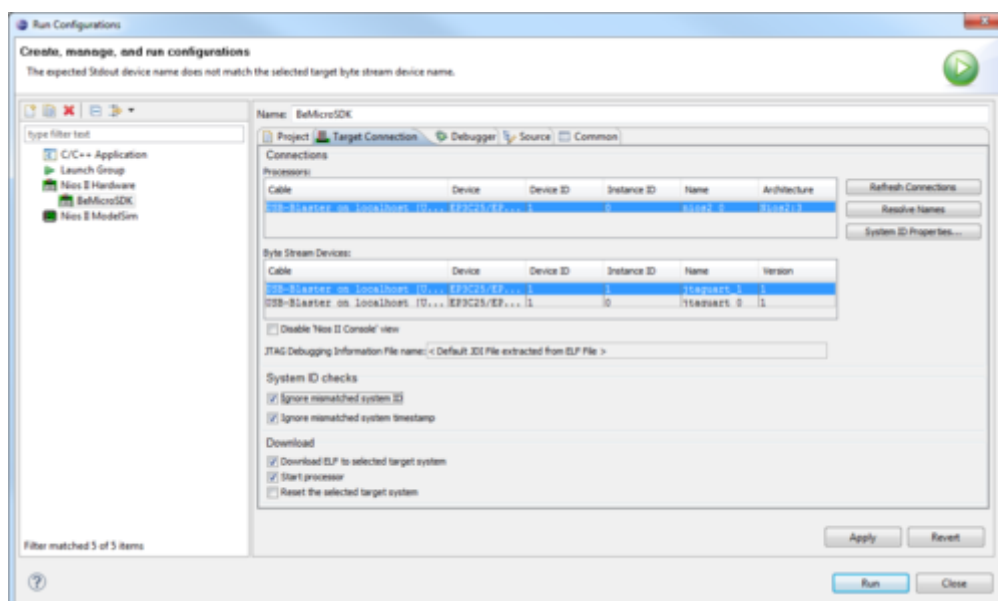 Run Configurations
Create, manage, and run configurations
The expected Stdout device name does not match the selected target byte stream device name.
type filter text
C/C++ Application
Launch Group
Nios II Hardware
BeMicroSDK
Nios II ModelSim
Filter matched 5 of 5 items
Name: BeMicroSDK
Project Target Connection Debugger Source Common
Connections
Processors:
Cable Device Device ID Instance ID Name Architecture
USB-Blaster on localhost [U... EP3C25/EP... 1 0 nios2_0 Nios2:3
Refresh Connections
Resolve Names
System ID Properties...
Byte Stream Devices:
Cable Device Device ID Instance ID Name Version
USB-Blaster on localhost [U... EP3C25/EP... 1 1 jtaguart_1 1
USB-Blaster on localhost [U... EP3C25/EP... 1 0 jtaguart_0 1
Disable 'Nios II Console' view
JTAG Debugging Information File name: < Default JDI File extracted from ELF File >
System ID checks
Ignore mismatched system ID
Ignore mismatched system timestamp
Download
Download ELF to selected target system
Start processor
Reset the selected target system
Apply Revert
Run Close